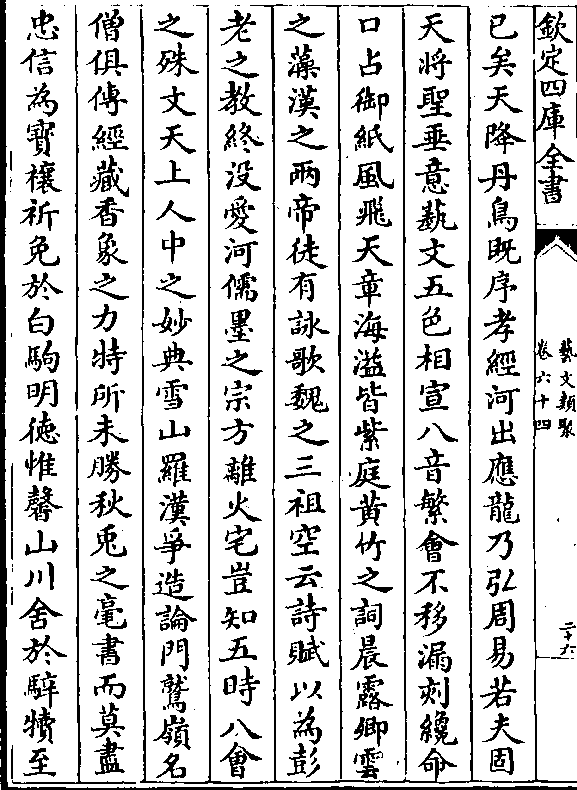 欽定四庫全書
藝文類聚
卷六十四
二十六
已矣天降丹鳥既序孝經河出應龍乃弘周易若夫固
天將聖垂意藝文五色相宣八音繁會不移漏刻纔命
口占御紙風飛天章海溢皆紫庭黃竹之詞晨露卿雲
之藻漢之兩帝徒有詠歌魏之三祖空云詩賦以為彭
老之教終没愛河儒墨之宗方離火宅豈知五時八會
之殊文天上人中之妙典雪山羅漢爭造論門鷲嶺名
僧俱傳經藏香象之力特所未勝秋兎之毫書而莫盡
忠信為寳禳祈免於白駒明徳惟馨山川舍於騂犢至